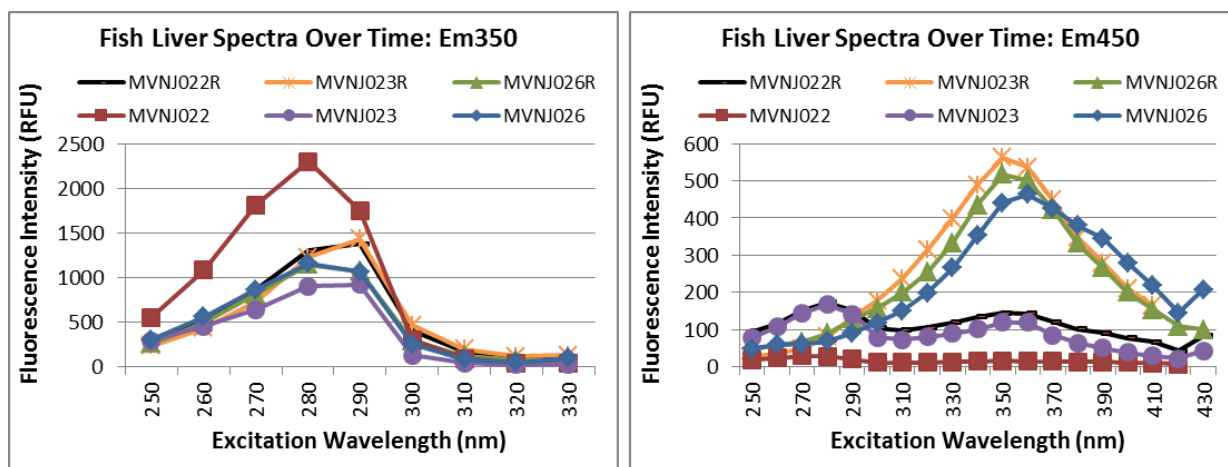 Fish Liver Spectra Over Time: Em350
MVNJ022R MVNJ023R MVNJ026R
MVNJ022 MVNJ023 MVNJ026
Fluorescence Intensity (RFU)
2500
2000
1500
1000
500
0
250 260 270 280 290 300 310 320 330
Excitation Wavelength (nm)
Fish Liver Spectra Over Time: Em450
MVNJ022R MVNJ023R MVNJ026R
MVNJ022 MVNJ023 MVNJ026
Fluorescence Intensity (RFU)
600
500
400
300
200
100
0
250 270 290 310 330 350 370 390 410 430
Excitation Wavelength (nm)